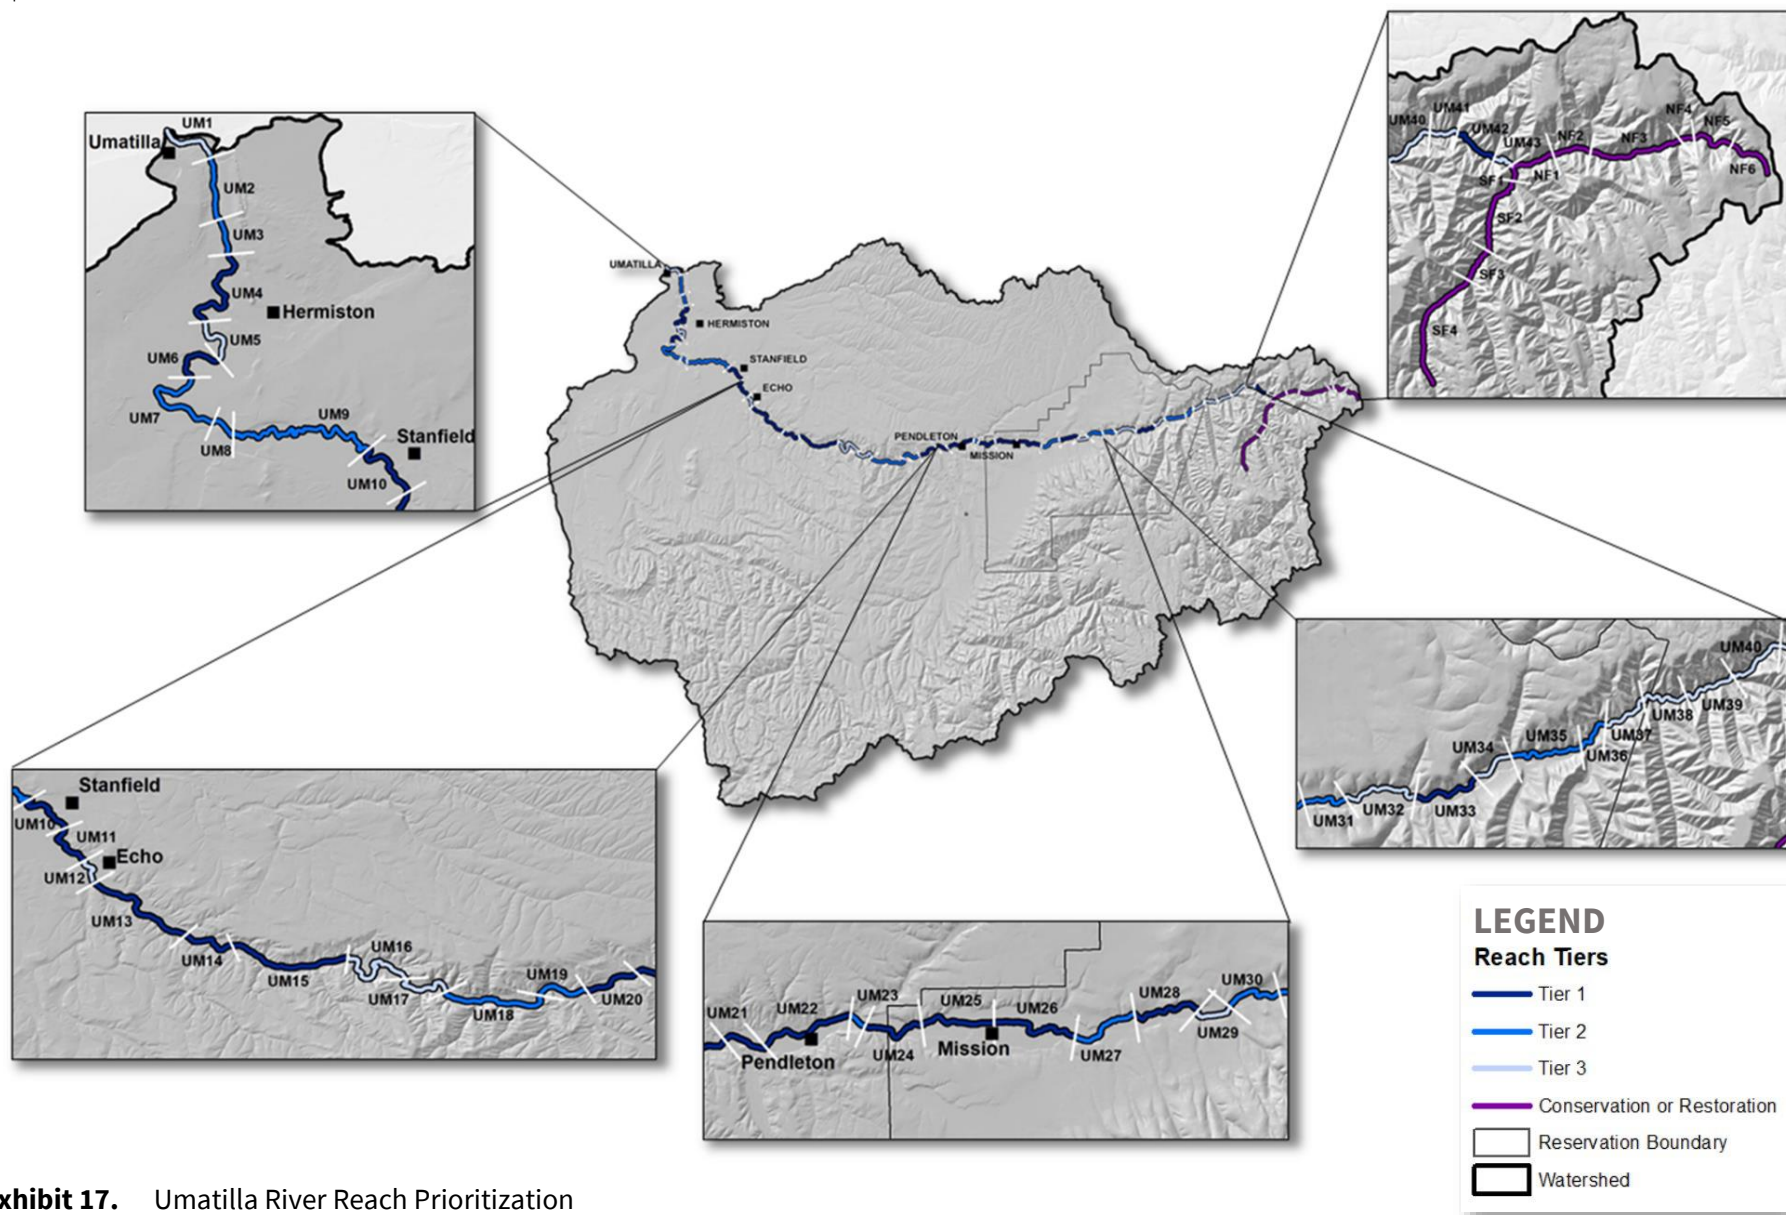 UM1
Umatilla
UM2
UM3
UM4
Hermiston
UM5
UM6
UM7
UM9
UM8
Stanfield
UM10
UMATILLA
HERMISTON
STANFIELD
ECHO
PENDLETON
MISSION
UM41
UM40
UM42
UM43
NF2
NF3
NF4
NF5
NF6
NF1
SF1
SF2
SF3
SF4
Stanfield
UM10
UM11
Echo
UM12
UM13
UM14
UM15
UM16
UM17
UM18
UM19
UM20
UM21
UM22
UM23
UM25
UM26
UM28
UM30
Pendleton
UM24
Mission
UM27
UM29
UM40
UM39
UM38
UM37
UM35
UM36
UM34
UM31
UM32
UM33
LEGEND
Reach Tiers
Tier 1
Tier 2
Tier 3
Conservation or Restoration
Reservation Boundary
Watershed
xhibit 17. Umatilla River Reach Prioritization